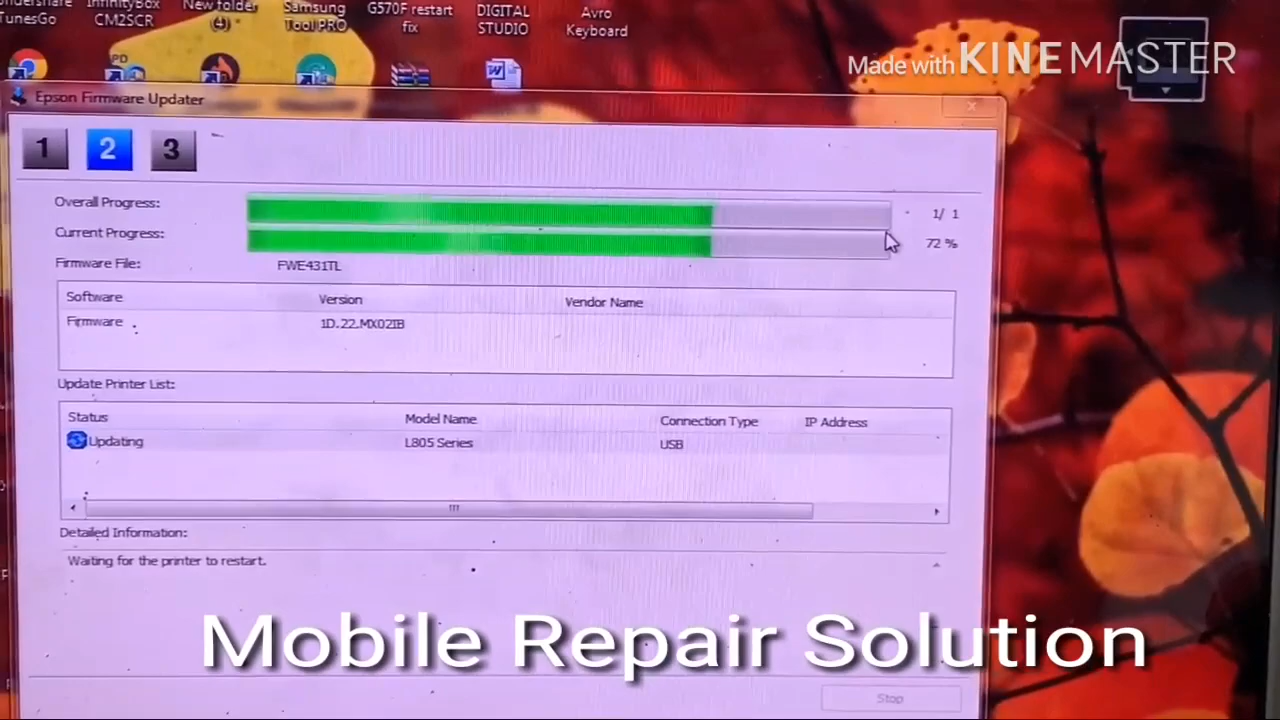 TunesGo
InfinityBox
CM2SCR
New folder
(4)
Samsung
Tool PRO
G570F restart
fix
DIGITAL
STUDIO
Avro
Keyboard
Made with KINEMASTER
PD
Epson Firmware Updater
1 2 3
Overall Progress: 1/ 1
Current Progress: 72 %
Firmware File: FWE431TL
Software Version Vendor Name
Firmware 1D.22.MX02IB
Update Printer List:
Status Model Name Connection Type IP Address
Updating L805 Series USB
Detailed Information:
Waiting for the printer to restart.
Mobile Repair Solution
Stop